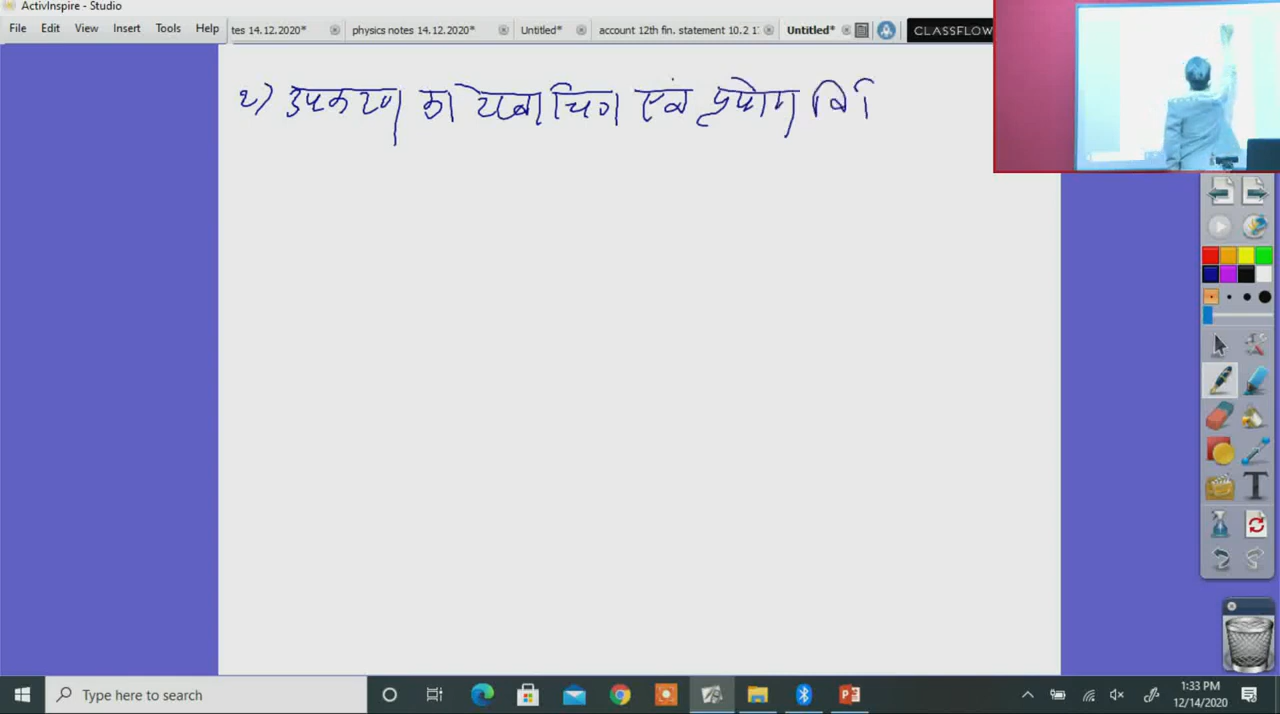 ActivInspire - Studio
File Edit View Insert Tools Help
tes 14.12.2020* physics notes 14.12.2020* Untitled* account 12th fin. statement 10.2 1: Untitled* CLASSFLOW
२) उपकरण का रेखाचित्र एवं प्रयोग वि
T
Type here to search
1:33 PM
12/14/2020